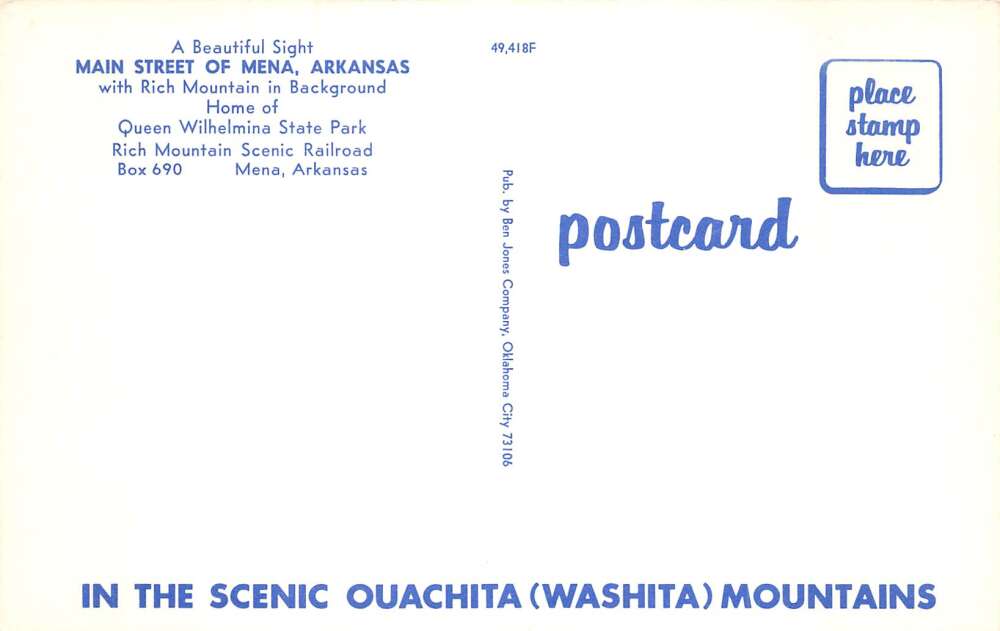 A Beautiful Sight
MAIN STREET OF MENA, ARKANSAS
with Rich Mountain in Background
Home of
Queen Wilhelmina State Park
Rich Mountain Scenic Railroad
Box 690 Mena, Arkansas
49,418F
Pub. by Ben Jones Company, Oklahoma City 73106
place
stamp
here
postcard
IN THE SCENIC OUACHITA (WASHITA) MOUNTAINS